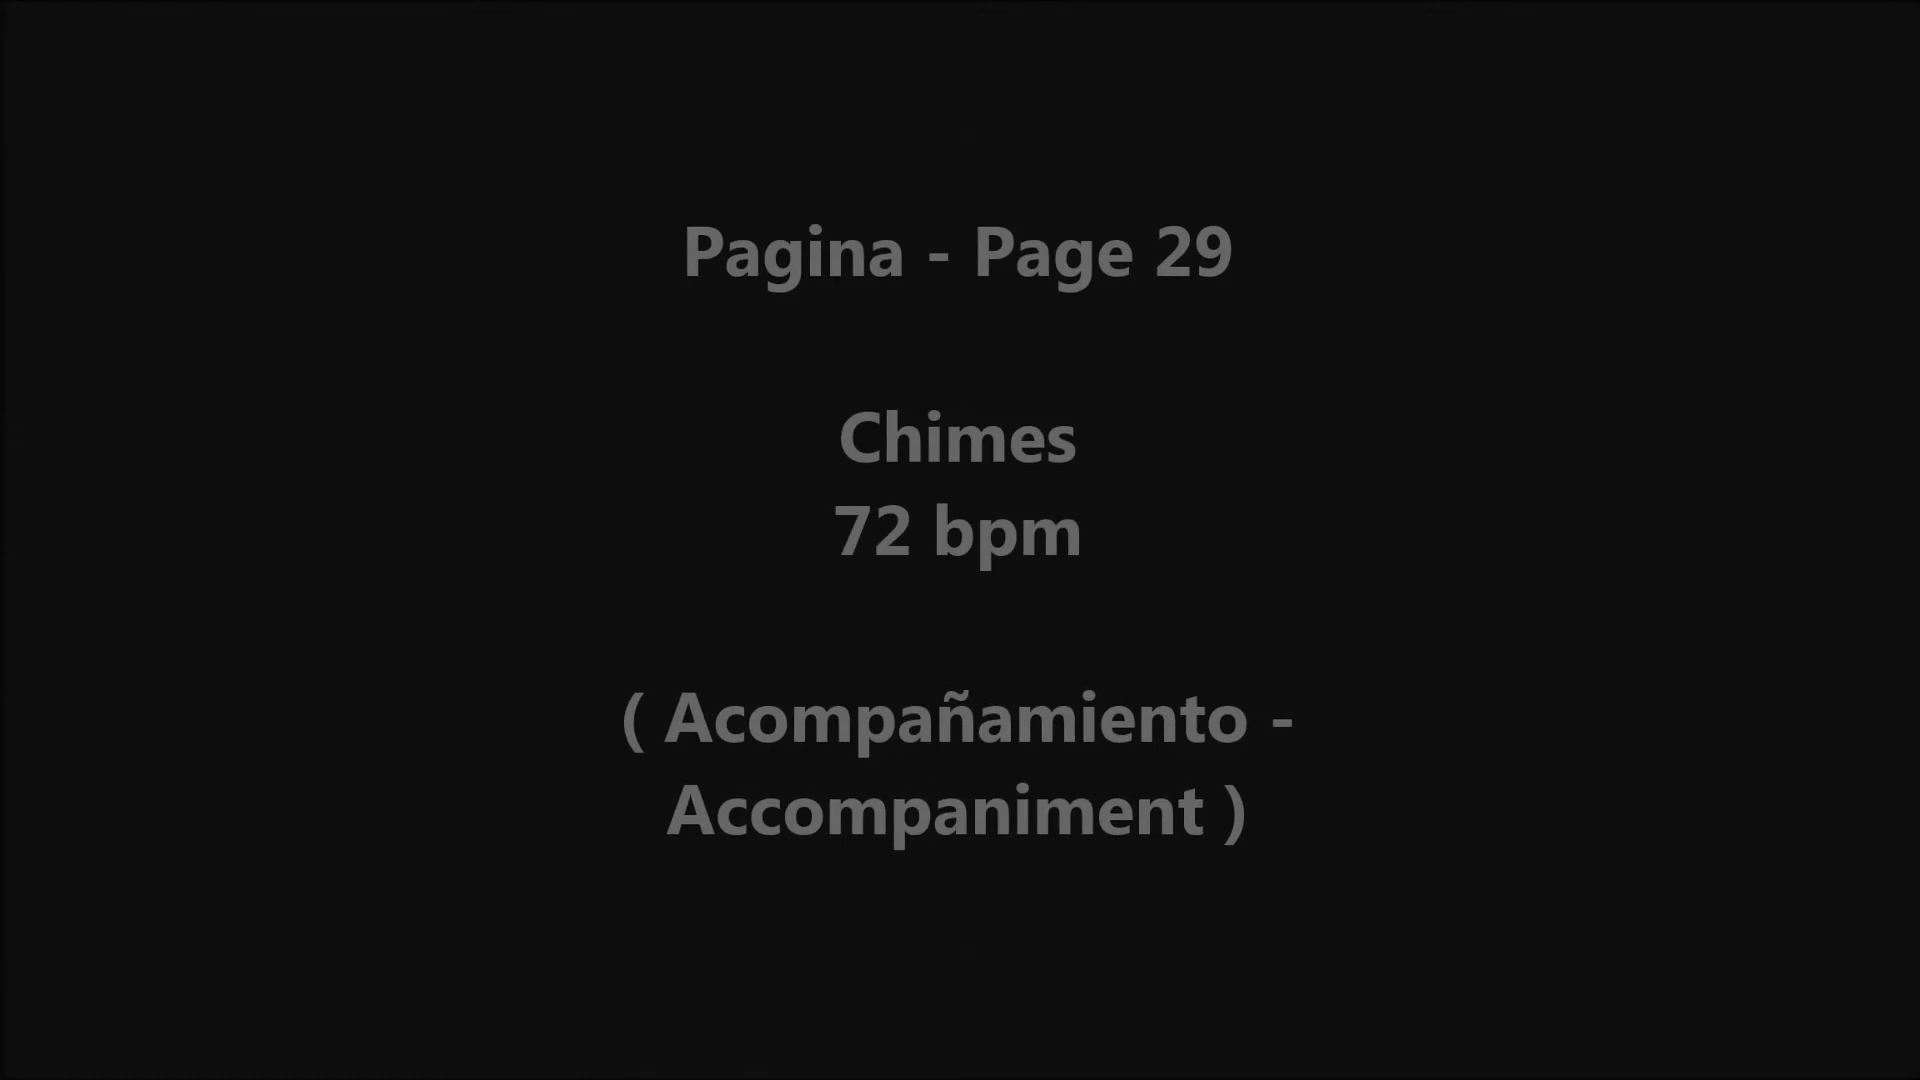 Pagina - Page 29
Chimes
72 bpm
( Acompañamiento -
Accompaniment )